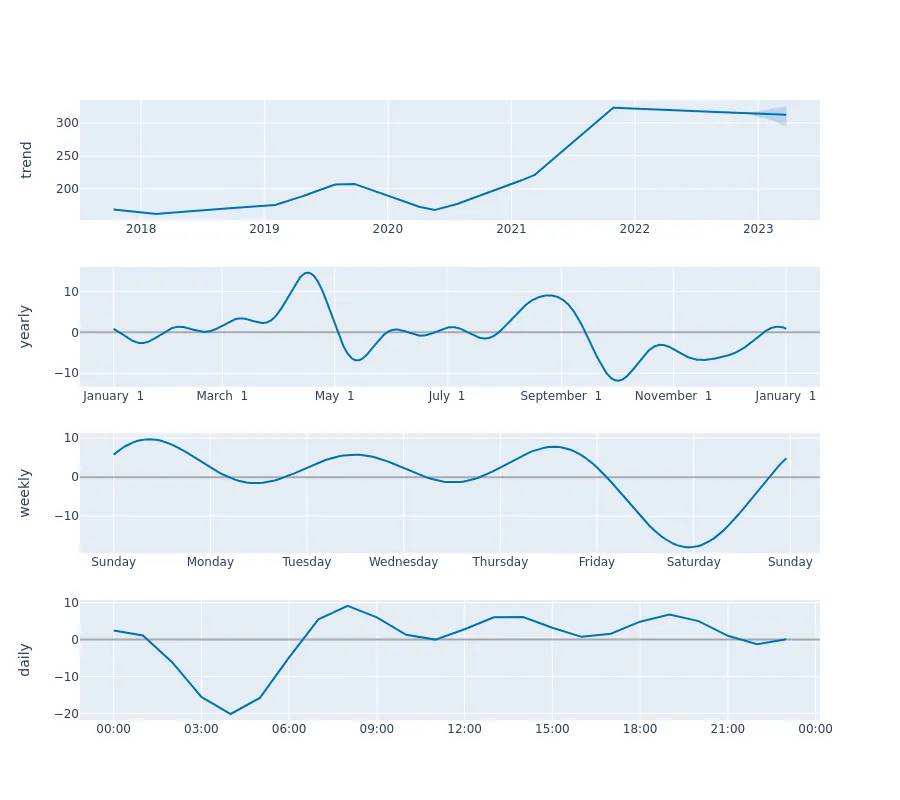 trend
300
250
200
2018 2019 2020 2021 2022 2023
yearly
10
0
−10
January 1 March 1 May 1 July 1 September 1 November 1 January 1
weekly
10
0
−10
Sunday Monday Tuesday Wednesday Thursday Friday Saturday Sunday
daily
10
0
−10
−20
00:00 03:00 06:00 09:00 12:00 15:00 18:00 21:00 00:00